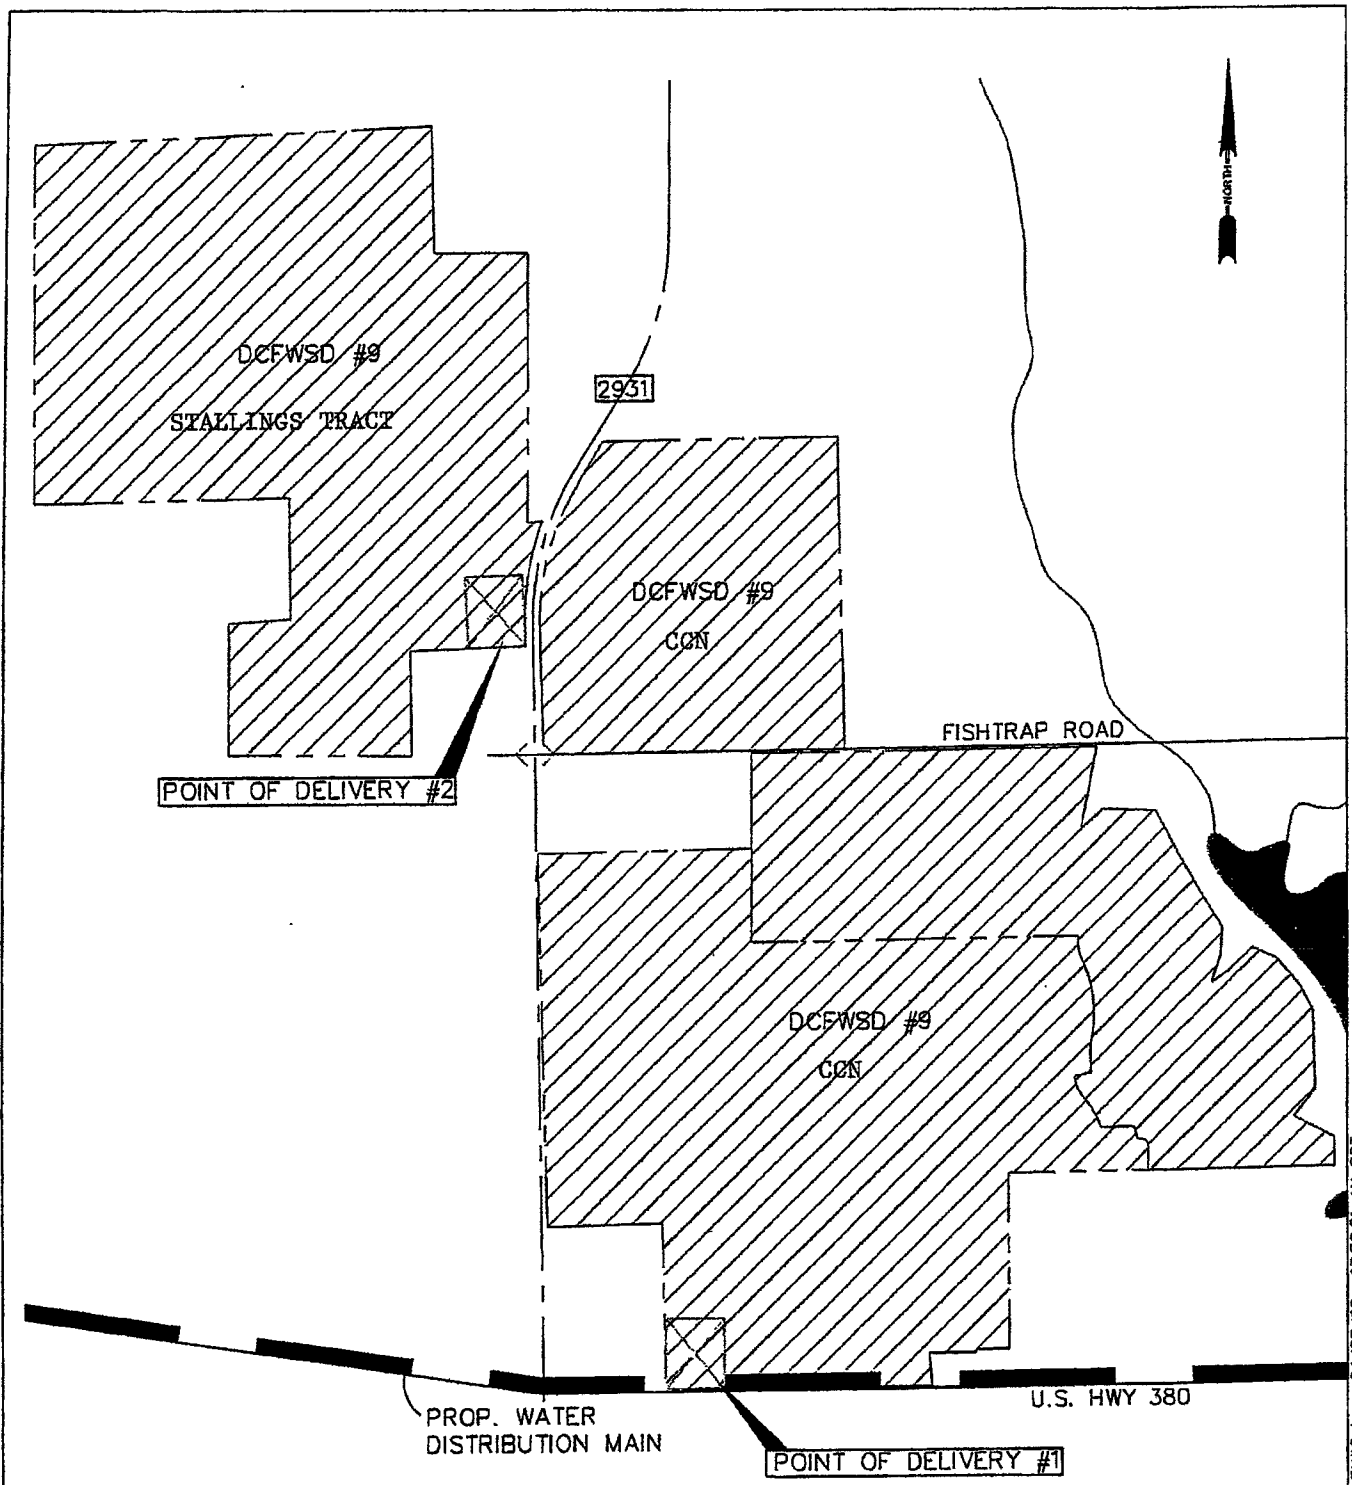 NORTH
DCFWSD #9
STALLINGS TRACT
2931
DCFWSD #9
CCN
FISHTRAP ROAD
POINT OF DELIVERY #2
DCFWSD #9
CCN
U.S. HWY 380
PROP. WATER
DISTRIBUTION MAIN
POINT OF DELIVERY #1